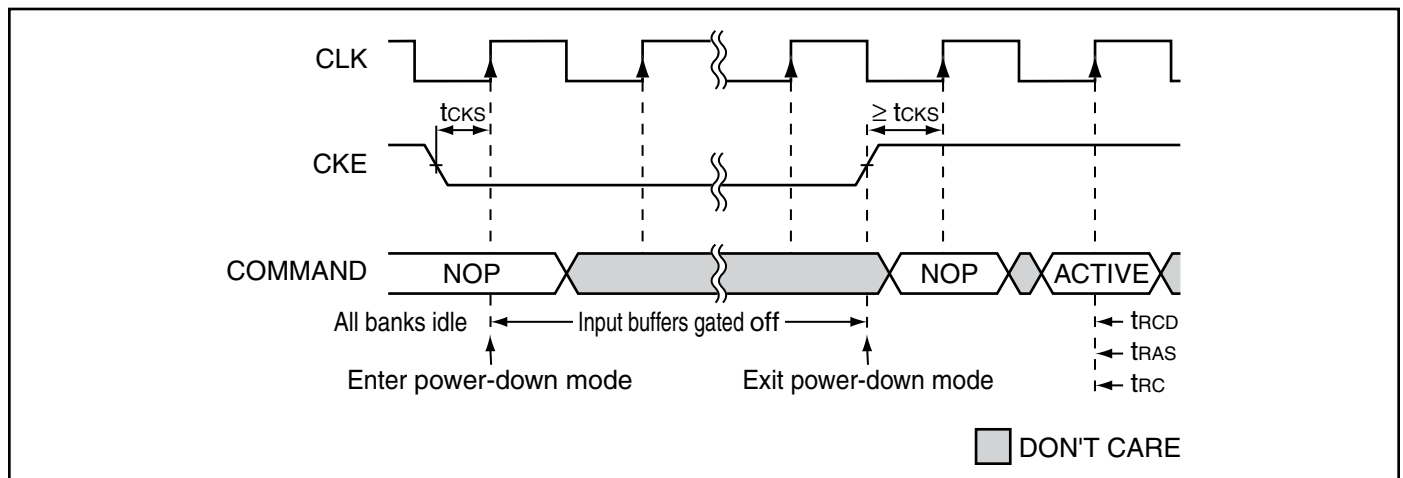 CLK
tCKS
≥ tCKS
CKE
COMMAND NOP NOP ACTIVE
All banks idle Input buffers gated off tRCD
tRAS
Enter power-down mode Exit power-down mode
tRC
DON'T CARE